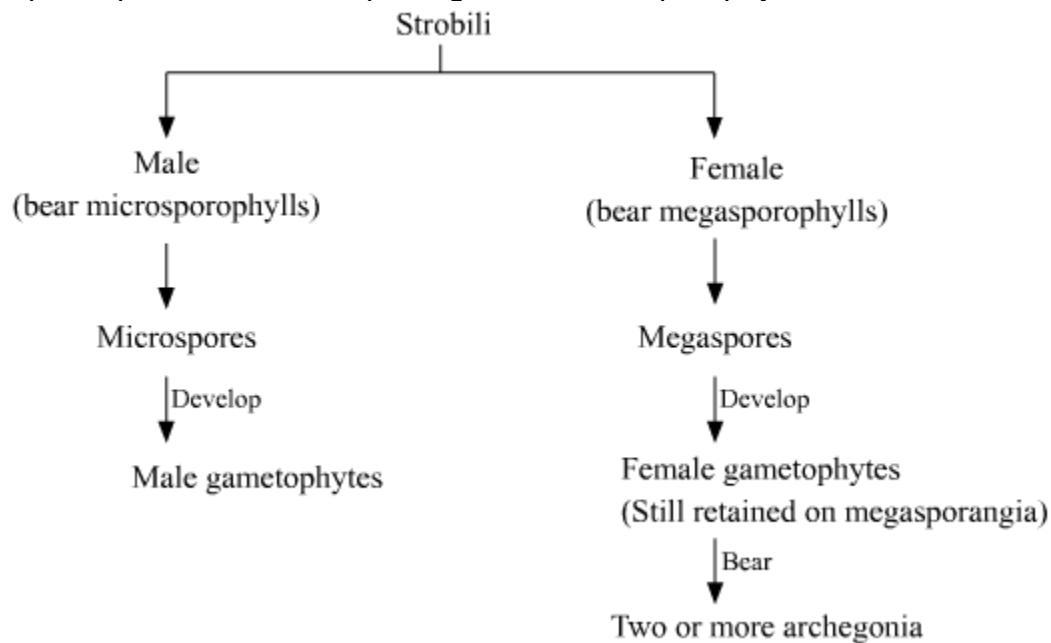 Strobili
Male
(bear microsporophylls)
Microspores
Develop
Male gametophytes
Female
(bear megasporophylls)
Megaspores
Develop
Female gametophytes
(Still retained on megasporangia)
Bear
Two or more archegonia